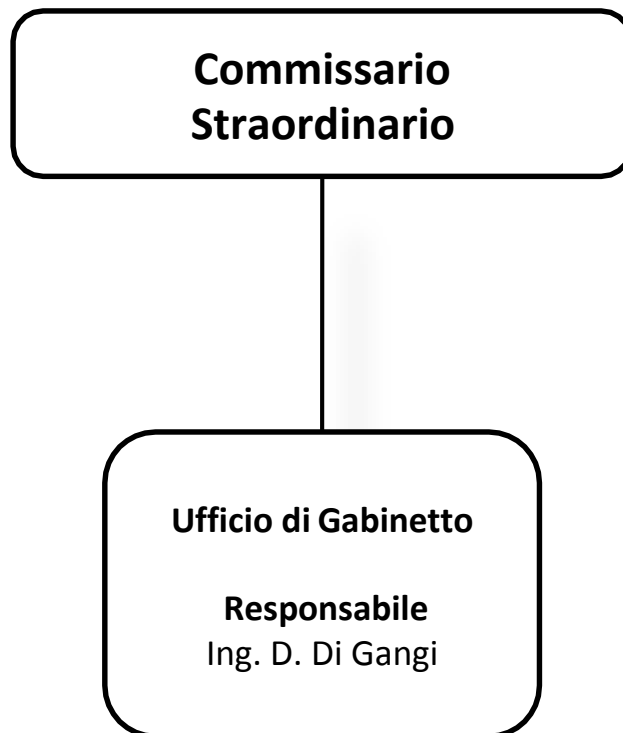 Commissario
Straordinario
Ufficio di Gabinetto
Responsabile
Ing. D. Di Gangi